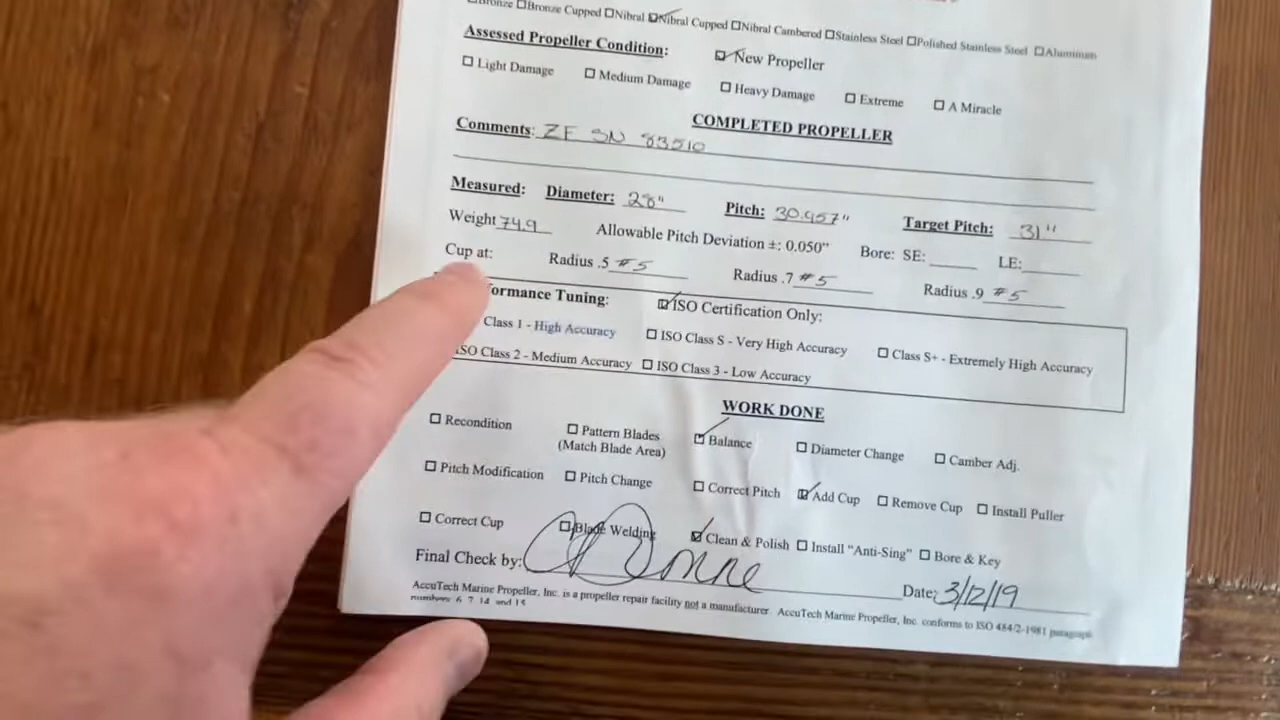 Bronze ☐Bronze Cupped ☐Nibral ☑Nibral Cupped ☐Nibral Cambered ☐Stainless Steel ☐Polished Stainless Steel ☐Aluminum
Assessed Propeller Condition: ☑ New Propeller
☐ Light Damage ☐ Medium Damage ☐ Heavy Damage ☐ Extreme ☐ A Miracle
COMPLETED PROPELLER
Comments: ZF SN 83510
Measured: Diameter: 28" Pitch: 30.957" Target Pitch: 31"
Weight 74.9 Allowable Pitch Deviation ±: 0.050" Bore: SE: LE:
Cup at: Radius .5 #5 Radius .7 #5 Radius .9 #5
formance Tuning: ☑ISO Certification Only:
Class 1 - High Accuracy ☐ ISO Class S - Very High Accuracy ☐ Class S+ - Extremely High Accuracy
ISO Class 2 - Medium Accuracy ☐ ISO Class 3 - Low Accuracy
WORK DONE
☐ Recondition ☐ Pattern Blades ☑ Balance ☐ Diameter Change ☐ Camber Adj.
(Match Blade Area)
☐ Pitch Modification ☐ Pitch Change ☐ Correct Pitch ☑ Add Cup ☐ Remove Cup ☐ Install Puller
☐ Correct Cup ☐ Blade Welding ☑ Clean & Polish ☐ Install "Anti-Sing" ☐ Bore & Key
Final Check by: Date: 3/12/19
AccuTech Marine Propeller, Inc. is a propeller repair facility not a manufacturer. AccuTech Marine Propeller, Inc. conforms to ISO 484/2-1981 paragraph
numbers 6, 7, 14 and 15